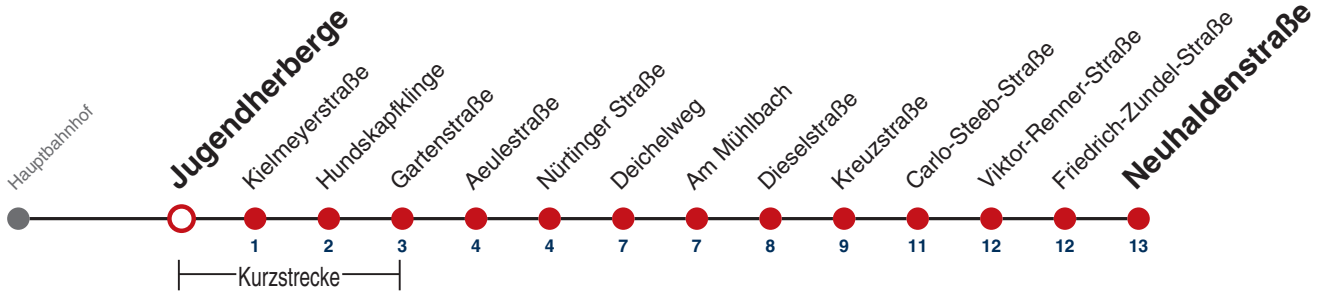 Hauptbahnhof
Jugendherberge
Kielmeyerstraße
Hundskapfklinge
Gartenstraße
Aeulestraße
Nürtinger Straße
Deichelweg
Am Mühlbach
Dieselstraße
Kreuzstraße
Carlo-Steeb-Straße
Viktor-Renner-Straße
Friedrich-Zundel-Straße
Neuhaldenstraße
1 2 3 4 4 7 7 8 9 11 12 12 13
Kurzstrecke